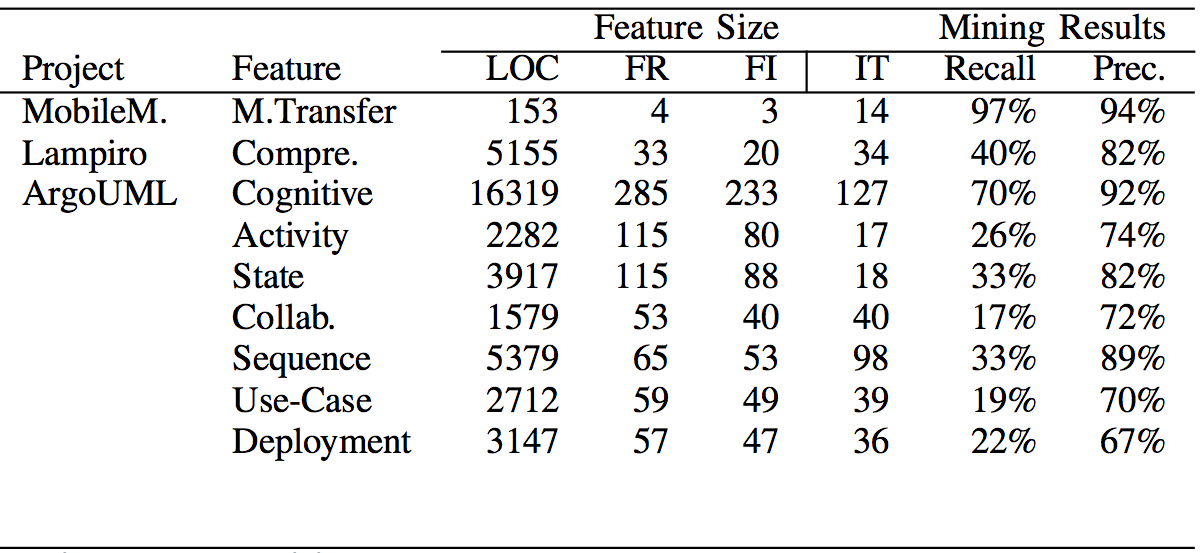 Feature Size Mining Results
Project Feature LOC FR FI IT Recall Prec.
MobileM. M.Transfer 153 4 3 14 97% 94%
Lampiro Compre. 5155 33 20 34 40% 82%
ArgoUML Cognitive 16319 285 233 127 70% 92%
Activity 2282 115 80 17 26% 74%
State 3917 115 88 18 33% 82%
Collab. 1579 53 40 40 17% 72%
Sequence 5379 65 53 98 33% 89%
Use-Case 2712 59 49 39 19% 70%
Deployment 3147 57 47 36 22% 67%